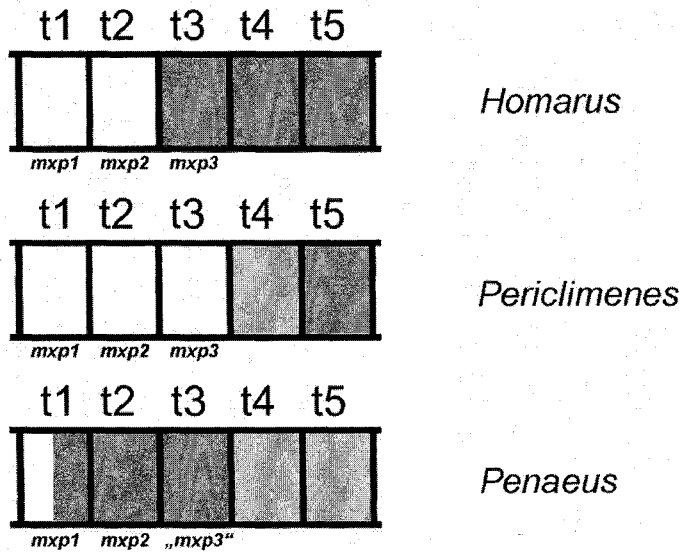 t1 t2 t3 t4 t5
Homarus
mxp1 mxp2 mxp3
t1 t2 t3 t4 t5
Periclimenes
mxp1 mxp2 mxp3
t1 t2 t3 t4 t5
Penaeus
mxp1 mxp2 „mxp3“